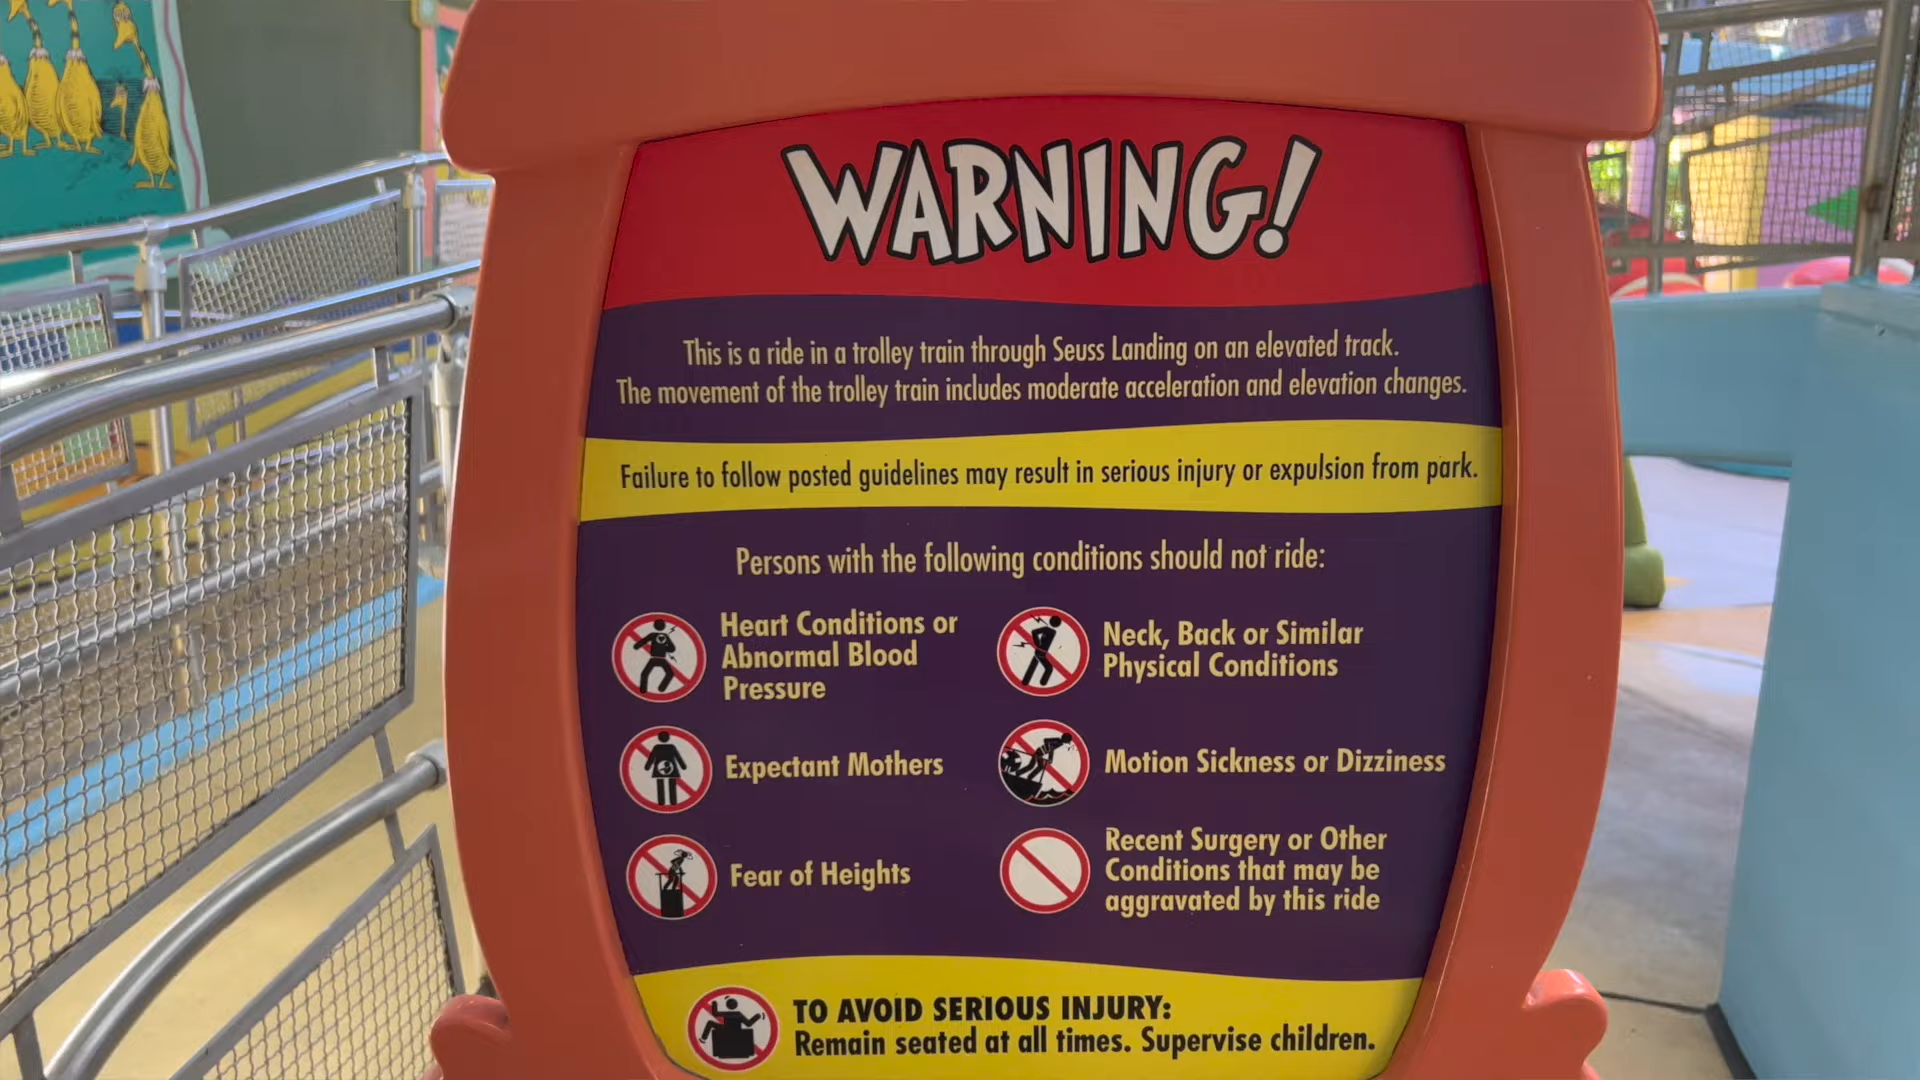 WARNING!
This is a ride in a trolley train through Seuss Landing on an elevated track.
The movement of the trolley train includes moderate acceleration and elevation changes.
Failure to follow posted guidelines may result in serious injury or expulsion from park.
Persons with the following conditions should not ride:
Heart Conditions or
Abnormal Blood
Pressure
Neck, Back or Similar
Physical Conditions
Expectant Mothers
Motion Sickness or Dizziness
Fear of Heights
Recent Surgery or Other
Conditions that may be
aggravated by this ride
TO AVOID SERIOUS INJURY:
Remain seated at all times. Supervise children.